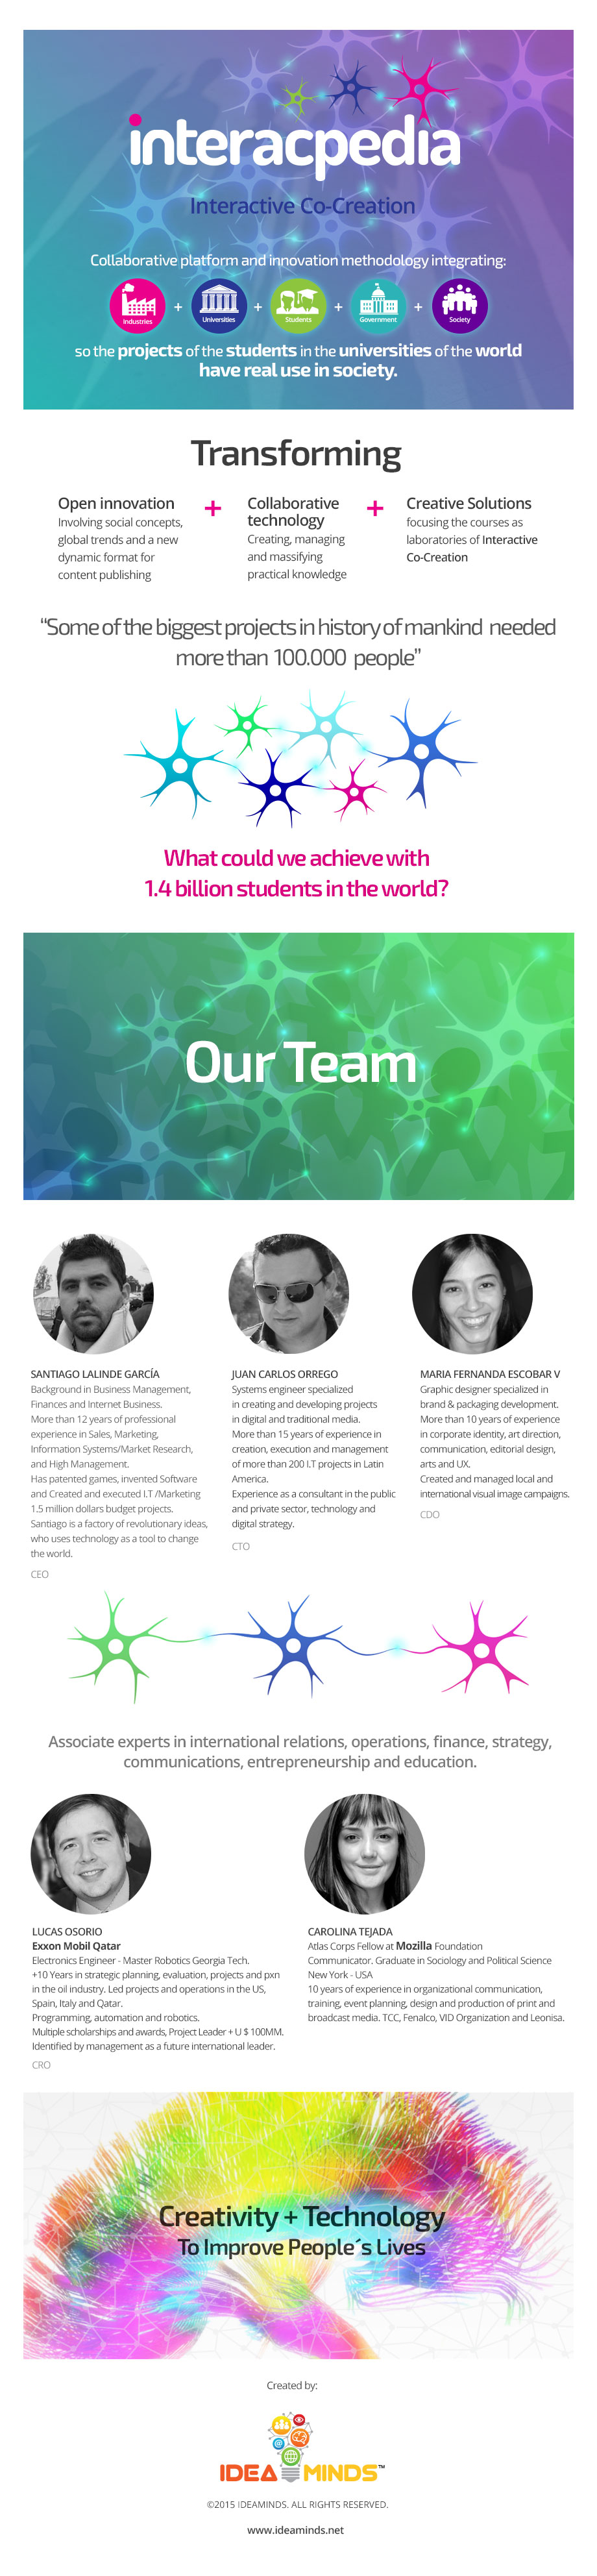 interacpedia
Interactive Co-Creation
Collaborative platform and innovation methodology integrating:
Industries + Universities + Students + Government + Society
so the projects of the students in the universities of the world
have real use in society.
Transforming
Open innovation
Involving social concepts,
global trends and a new
dynamic format for
content publishing
+
Collaborative
technology
Creating, managing
and massifying
practical knowledge
+
Creative Solutions
focusing the courses as
laboratories of Interactive
Co-Creation
“Some of the biggest projects in history of mankind needed
more than 100.000 people”
What could we achieve with
1.4 billion students in the world?
Our Team
SANTIAGO LALINDE GARCÍA
Background in Business Management,
Finances and Internet Business.
More than 12 years of professional
experience in Sales, Marketing,
Information Systems/Market Research,
and High Management.
Has patented games, invented Software
and Created and executed I.T /Marketing
1.5 million dollars budget projects.
Santiago is a factory of revolutionary ideas,
who uses technology as a tool to change
the world.
CEO
JUAN CARLOS ORREGO
Systems engineer specialized
in creating and developing projects
in digital and traditional media.
More than 15 years of experience in
creation, execution and management
of more than 200 I.T projects in Latin
America.
Experience as a consultant in the public
and private sector, technology and
digital strategy.
CTO
MARIA FERNANDA ESCOBAR V
Graphic designer specialized in
brand & packaging development.
More than 10 years of experience
in corporate identity, art direction,
communication, editorial design,
arts and UX.
Created and managed local and
international visual image campaigns.
CDO
Associate experts in international relations, operations, finance, strategy,
communications, entrepreneurship and education.
LUCAS OSORIO
Exxon Mobil Qatar
Electronics Engineer - Master Robotics Georgia Tech.
+10 Years in strategic planning, evaluation, projects and pxn
in the oil industry. Led projects and operations in the US,
Spain, Italy and Qatar.
Programming, automation and robotics.
Multiple scholarships and awards, Project Leader + U $ 100MM.
Identified by management as a future international leader.
CRO
CAROLINA TEJADA
Atlas Corps Fellow at Mozilla Foundation
Communicator. Graduate in Sociology and Political Science
New York - USA
10 years of experience in organizational communication,
training, event planning, design and production of print and
broadcast media. TCC, Fenalco, VID Organization and Leonisa.
Creativity + Technology
To Improve People´s Lives
Created by:
IDEA MINDS™
©2015 IDEAMINDS. ALL RIGHTS RESERVED.
www.ideaminds.net